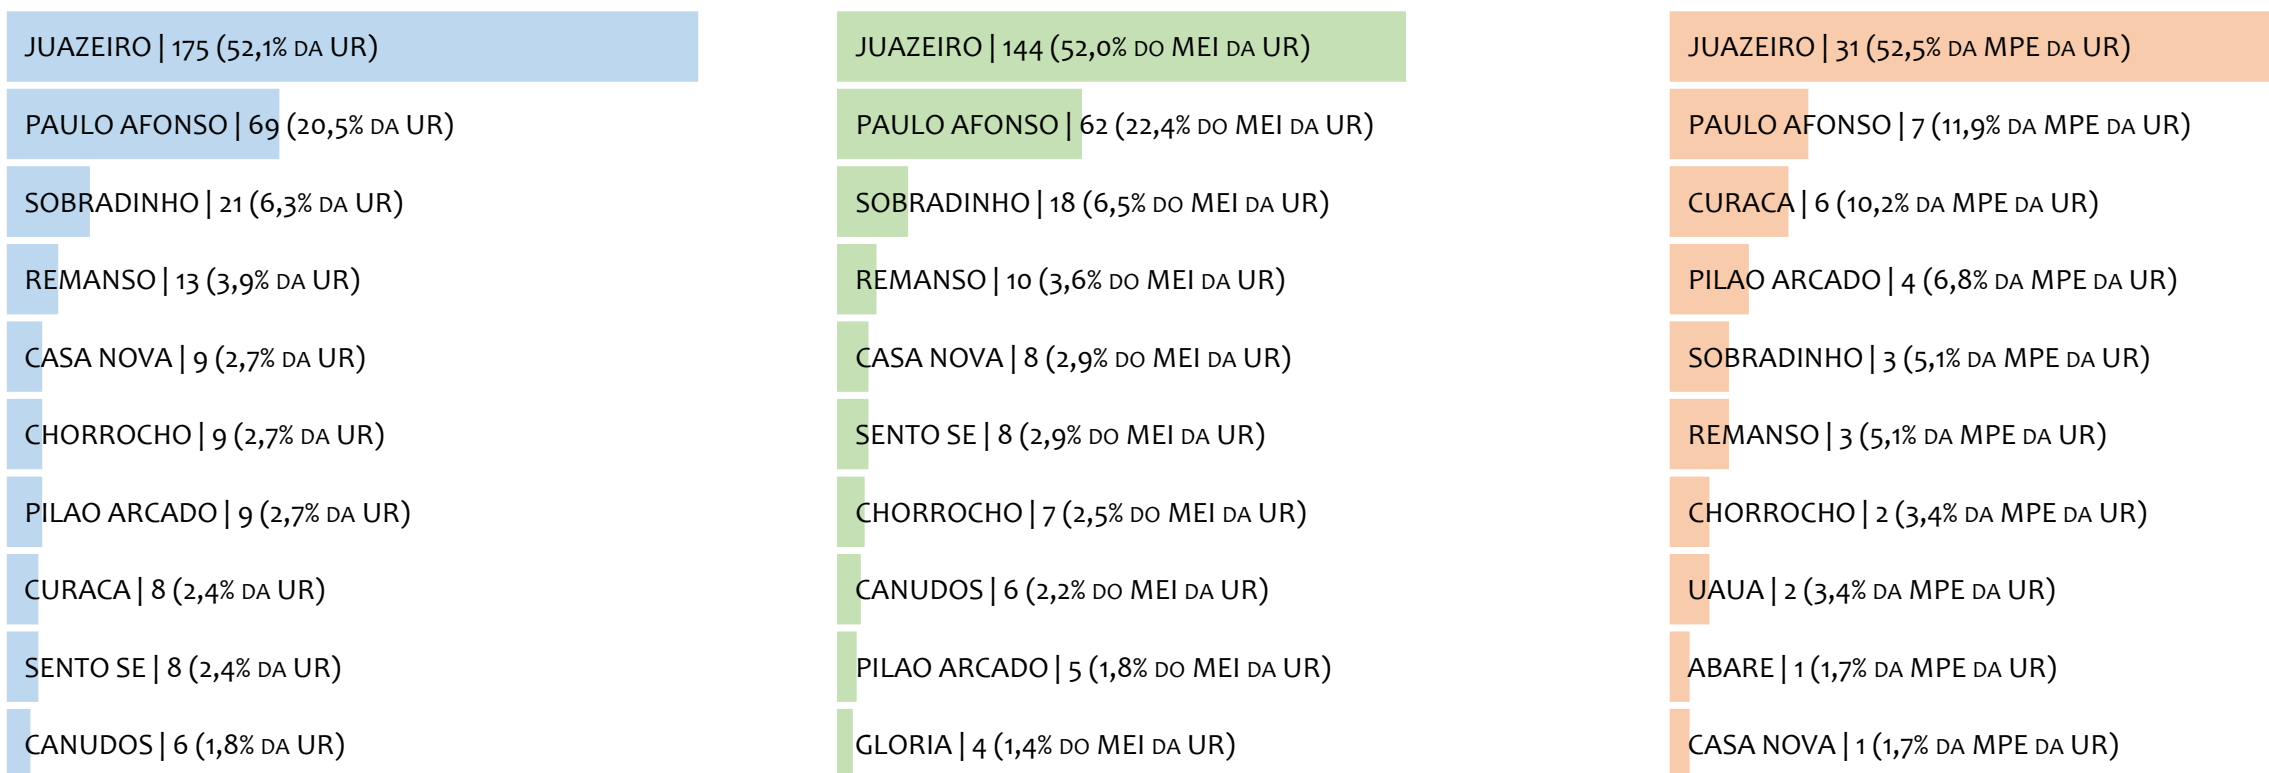 JUAZEIRO | 175 (52,1% DA UR)
PAULO AFONSO | 69 (20,5% DA UR)
SOBRADINHO | 21 (6,3% DA UR)
REMANSO | 13 (3,9% DA UR)
CASA NOVA | 9 (2,7% DA UR)
CHORROCHO | 9 (2,7% DA UR)
PILAO ARCADO | 9 (2,7% DA UR)
CURACA | 8 (2,4% DA UR)
SENTO SE | 8 (2,4% DA UR)
CANUDOS | 6 (1,8% DA UR)
JUAZEIRO | 144 (52,0% DO MEI DA UR)
PAULO AFONSO | 62 (22,4% DO MEI DA UR)
SOBRADINHO | 18 (6,5% DO MEI DA UR)
REMANSO | 10 (3,6% DO MEI DA UR)
CASA NOVA | 8 (2,9% DO MEI DA UR)
SENTO SE | 8 (2,9% DO MEI DA UR)
CHORROCHO | 7 (2,5% DO MEI DA UR)
CANUDOS | 6 (2,2% DO MEI DA UR)
PILAO ARCADO | 5 (1,8% DO MEI DA UR)
GLORIA | 4 (1,4% DO MEI DA UR)
JUAZEIRO | 31 (52,5% DA MPE DA UR)
PAULO AFONSO | 7 (11,9% DA MPE DA UR)
CURACA | 6 (10,2% DA MPE DA UR)
PILAO ARCADO | 4 (6,8% DA MPE DA UR)
SOBRADINHO | 3 (5,1% DA MPE DA UR)
REMANSO | 3 (5,1% DA MPE DA UR)
CHORROCHO | 2 (3,4% DA MPE DA UR)
UAUA | 2 (3,4% DA MPE DA UR)
ABARE | 1 (1,7% DA MPE DA UR)
CASA NOVA | 1 (1,7% DA MPE DA UR)